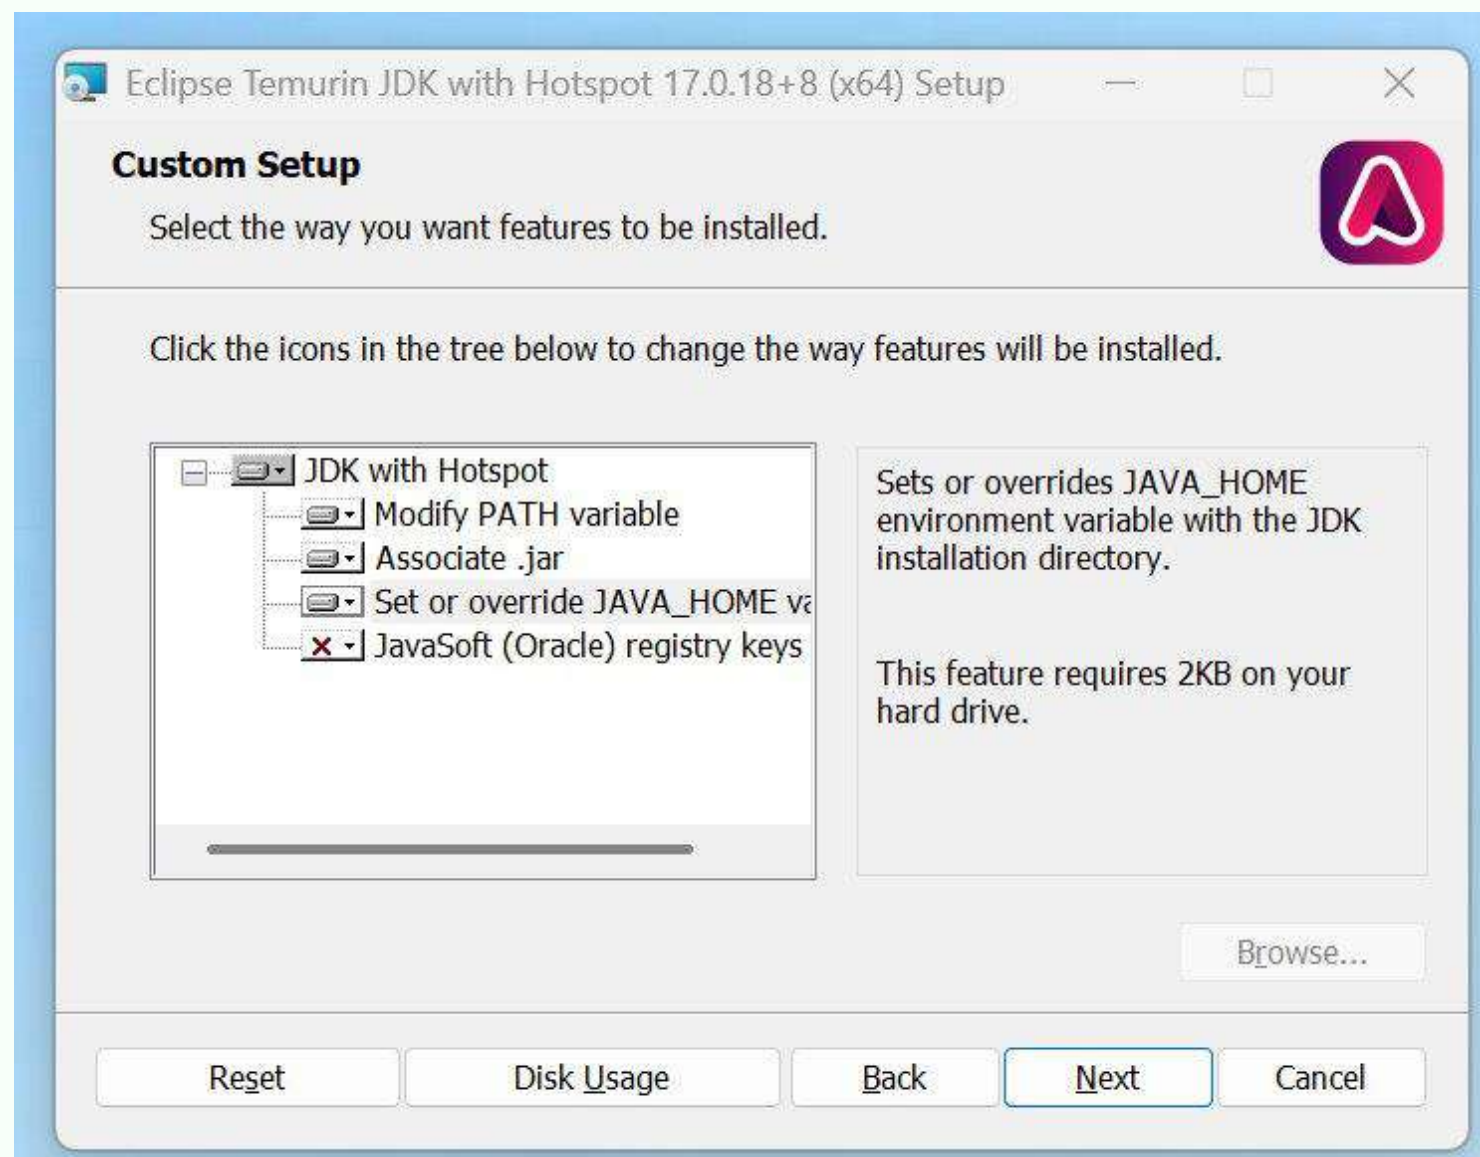 Eclipse Temurin JDK with Hotspot 17.0.18+8 (x64) Setup
Custom Setup
Select the way you want features to be installed.
Click the icons in the tree below to change the way features will be installed.
JDK with Hotspot
Modify PATH variable
Associate .jar
Set or override JAVA_HOME va
JavaSoft (Oracle) registry keys
Sets or overrides JAVA_HOME
environment variable with the JDK
installation directory.
This feature requires 2KB on your
hard drive.
Browse...
Reset
Disk Usage
Back
Next
Cancel